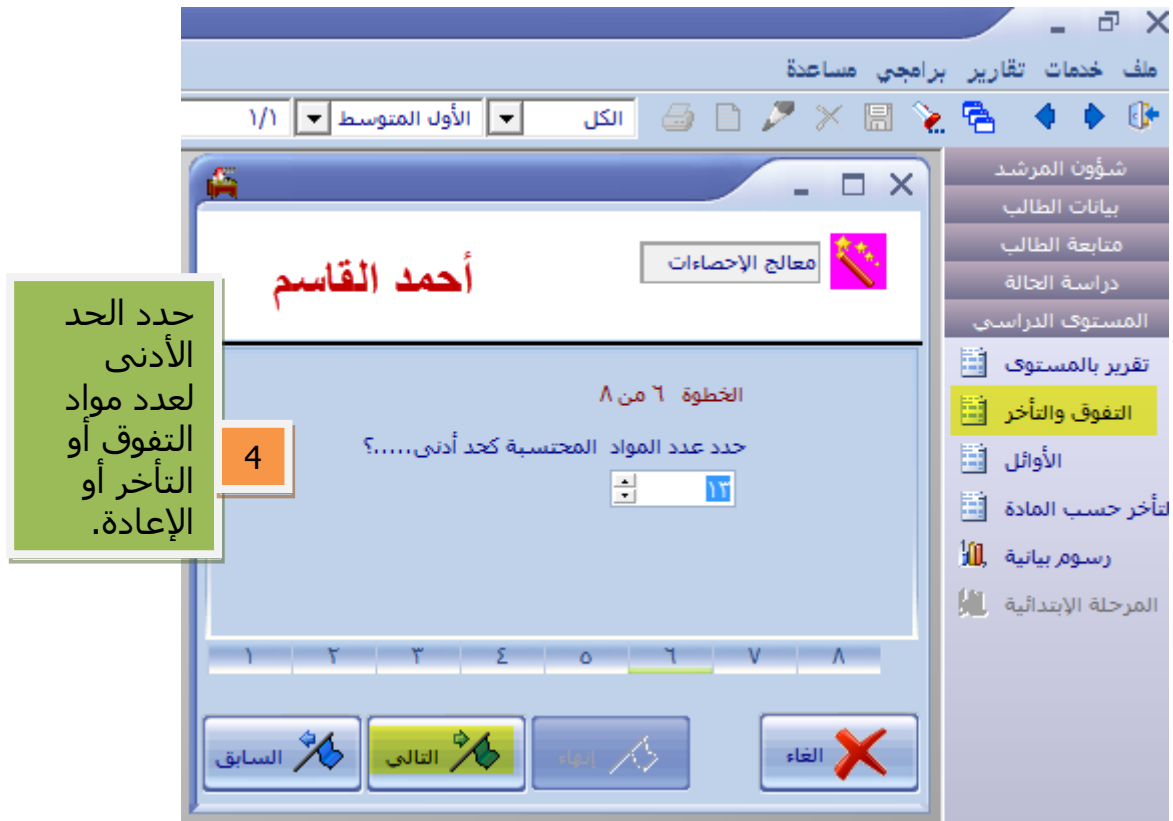 ملف خدمات تقارير برامجي مساعدة
الكل الأول المتوسط ١/١
شؤون المرشد
بيانات الطالب
متابعة الطالب
دراسة الحالة
المستوى الدراسي
تقرير بالمستوى
التفوق والتأخر
الأوائل
لتأخر حسب المادة
رسوم بيانية
المرحلة الإبتدائية
معالج الإحصاءات
أحمد القاسم
الخطوة ٦ من ٨
حدد عدد المواد المحتسبة كحد أدنى.....؟
١٣
١ ٢ ٣ ٤ ٥ ٦ ٧ ٨
الغاء
إنهاء
التالي
السابق
4
حدد الحد
الأدنى
لعدد مواد
التفوق أو
التأخر أو
الإعادة.